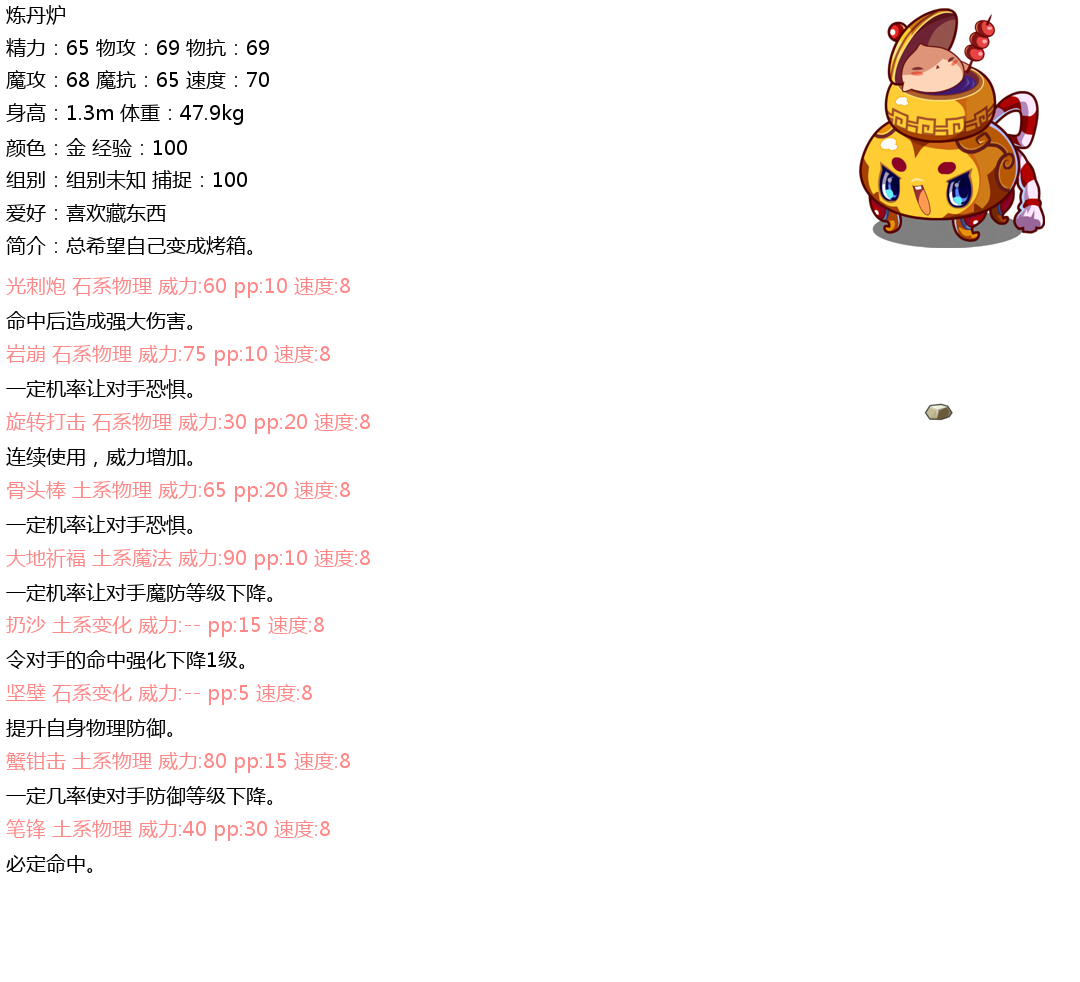 炼丹炉
精力：65 物攻：69 物抗：69
魔攻：68 魔抗：65 速度：70
身高：1.3m 体重：47.9kg
颜色：金 经验：100
组别：组别未知 捕捉：100
爱好：喜欢藏东西
简介：总希望自己变成烤箱。
光刺炮 石系物理 威力:60 pp:10 速度:8
命中后造成强大伤害。
岩崩 石系物理 威力:75 pp:10 速度:8
一定机率让对手恐惧。
旋转打击 石系物理 威力:30 pp:20 速度:8
连续使用，威力增加。
骨头棒 土系物理 威力:65 pp:20 速度:8
一定机率让对手恐惧。
大地祈福 土系魔法 威力:90 pp:10 速度:8
一定机率让对手魔防等级下降。
扔沙 土系变化 威力:-- pp:15 速度:8
令对手的命中强化下降1级。
坚壁 石系变化 威力:-- pp:5 速度:8
提升自身物理防御。
蟹钳击 土系物理 威力:80 pp:15 速度:8
一定几率使对手防御等级下降。
笔锋 土系物理 威力:40 pp:30 速度:8
必定命中。